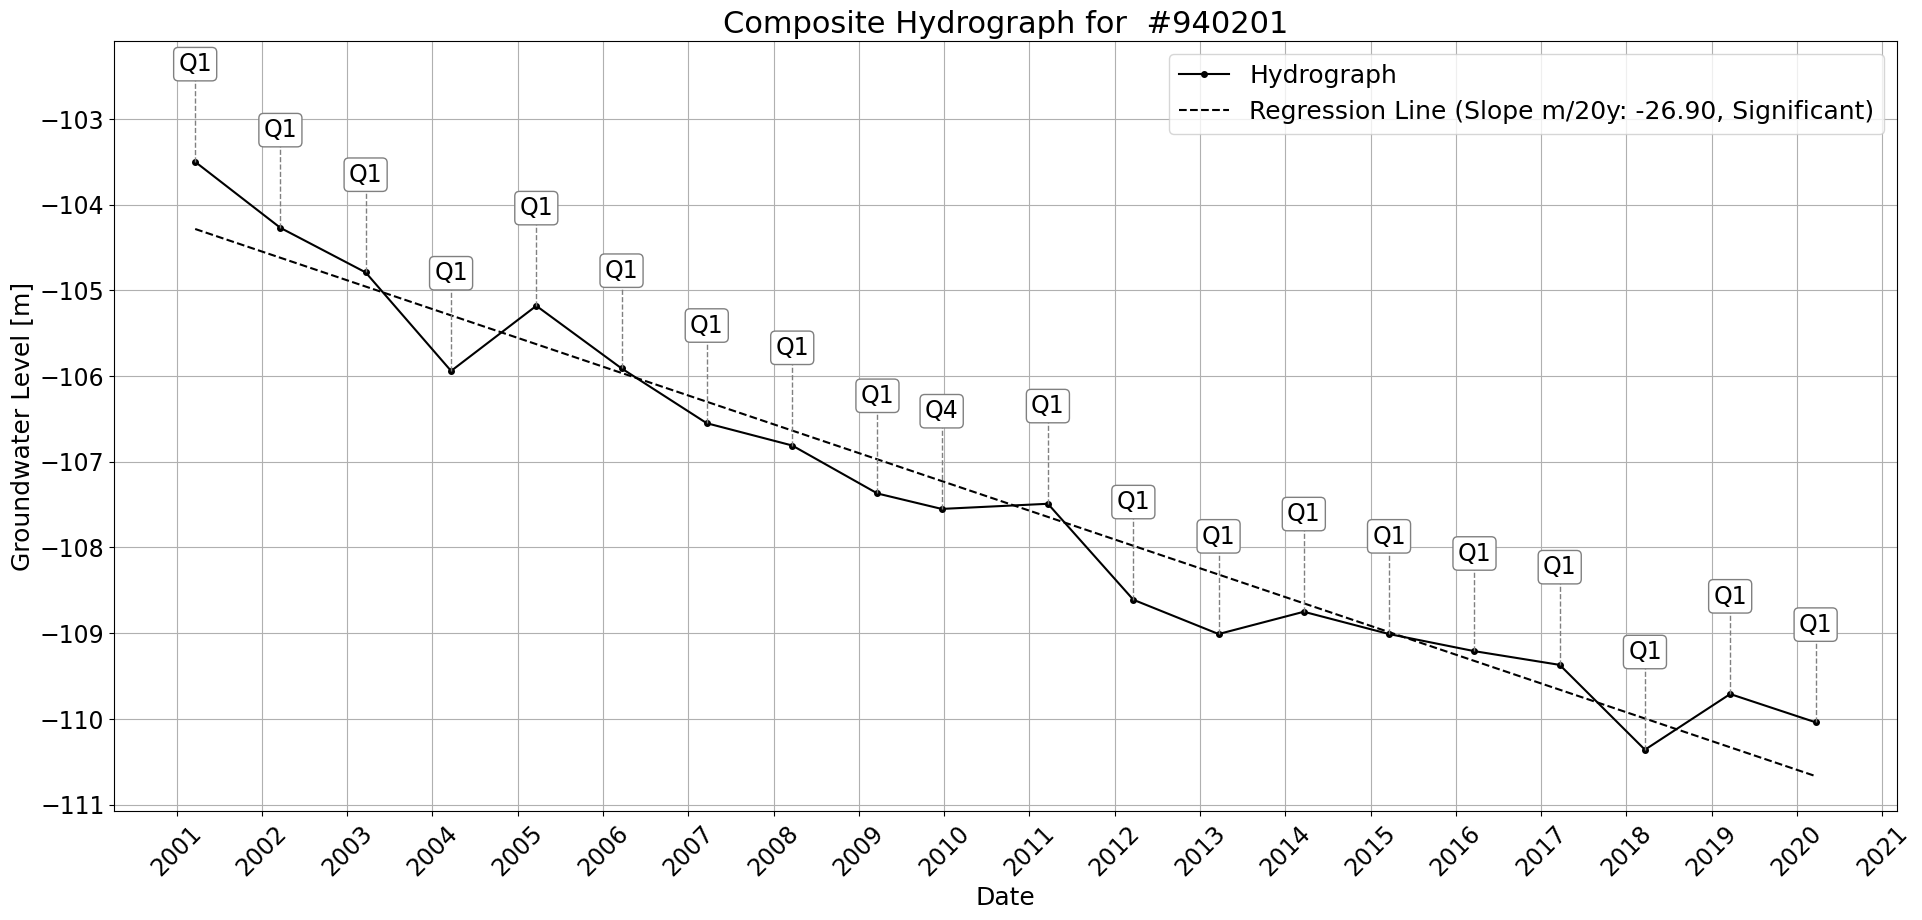 Composite Hydrograph for  #940201
Hydrograph
Regression Line (Slope m/20y: -26.90, Significant)
Q1
Q1
Q1
Q1
Q1
Q1
Q1
Q1
Q1
Q4
Q1
Q1
Q1
Q1
Q1
Q1
Q1
Q1
Q1
Q1
Groundwater Level [m]
−103
−104
−105
−106
−107
−108
−109
−110
−111
2001
2002
2003
2004
2005
2006
2007
2008
2009
2010
2011
2012
2013
2014
2015
2016
2017
2018
2019
2020
2021
Date